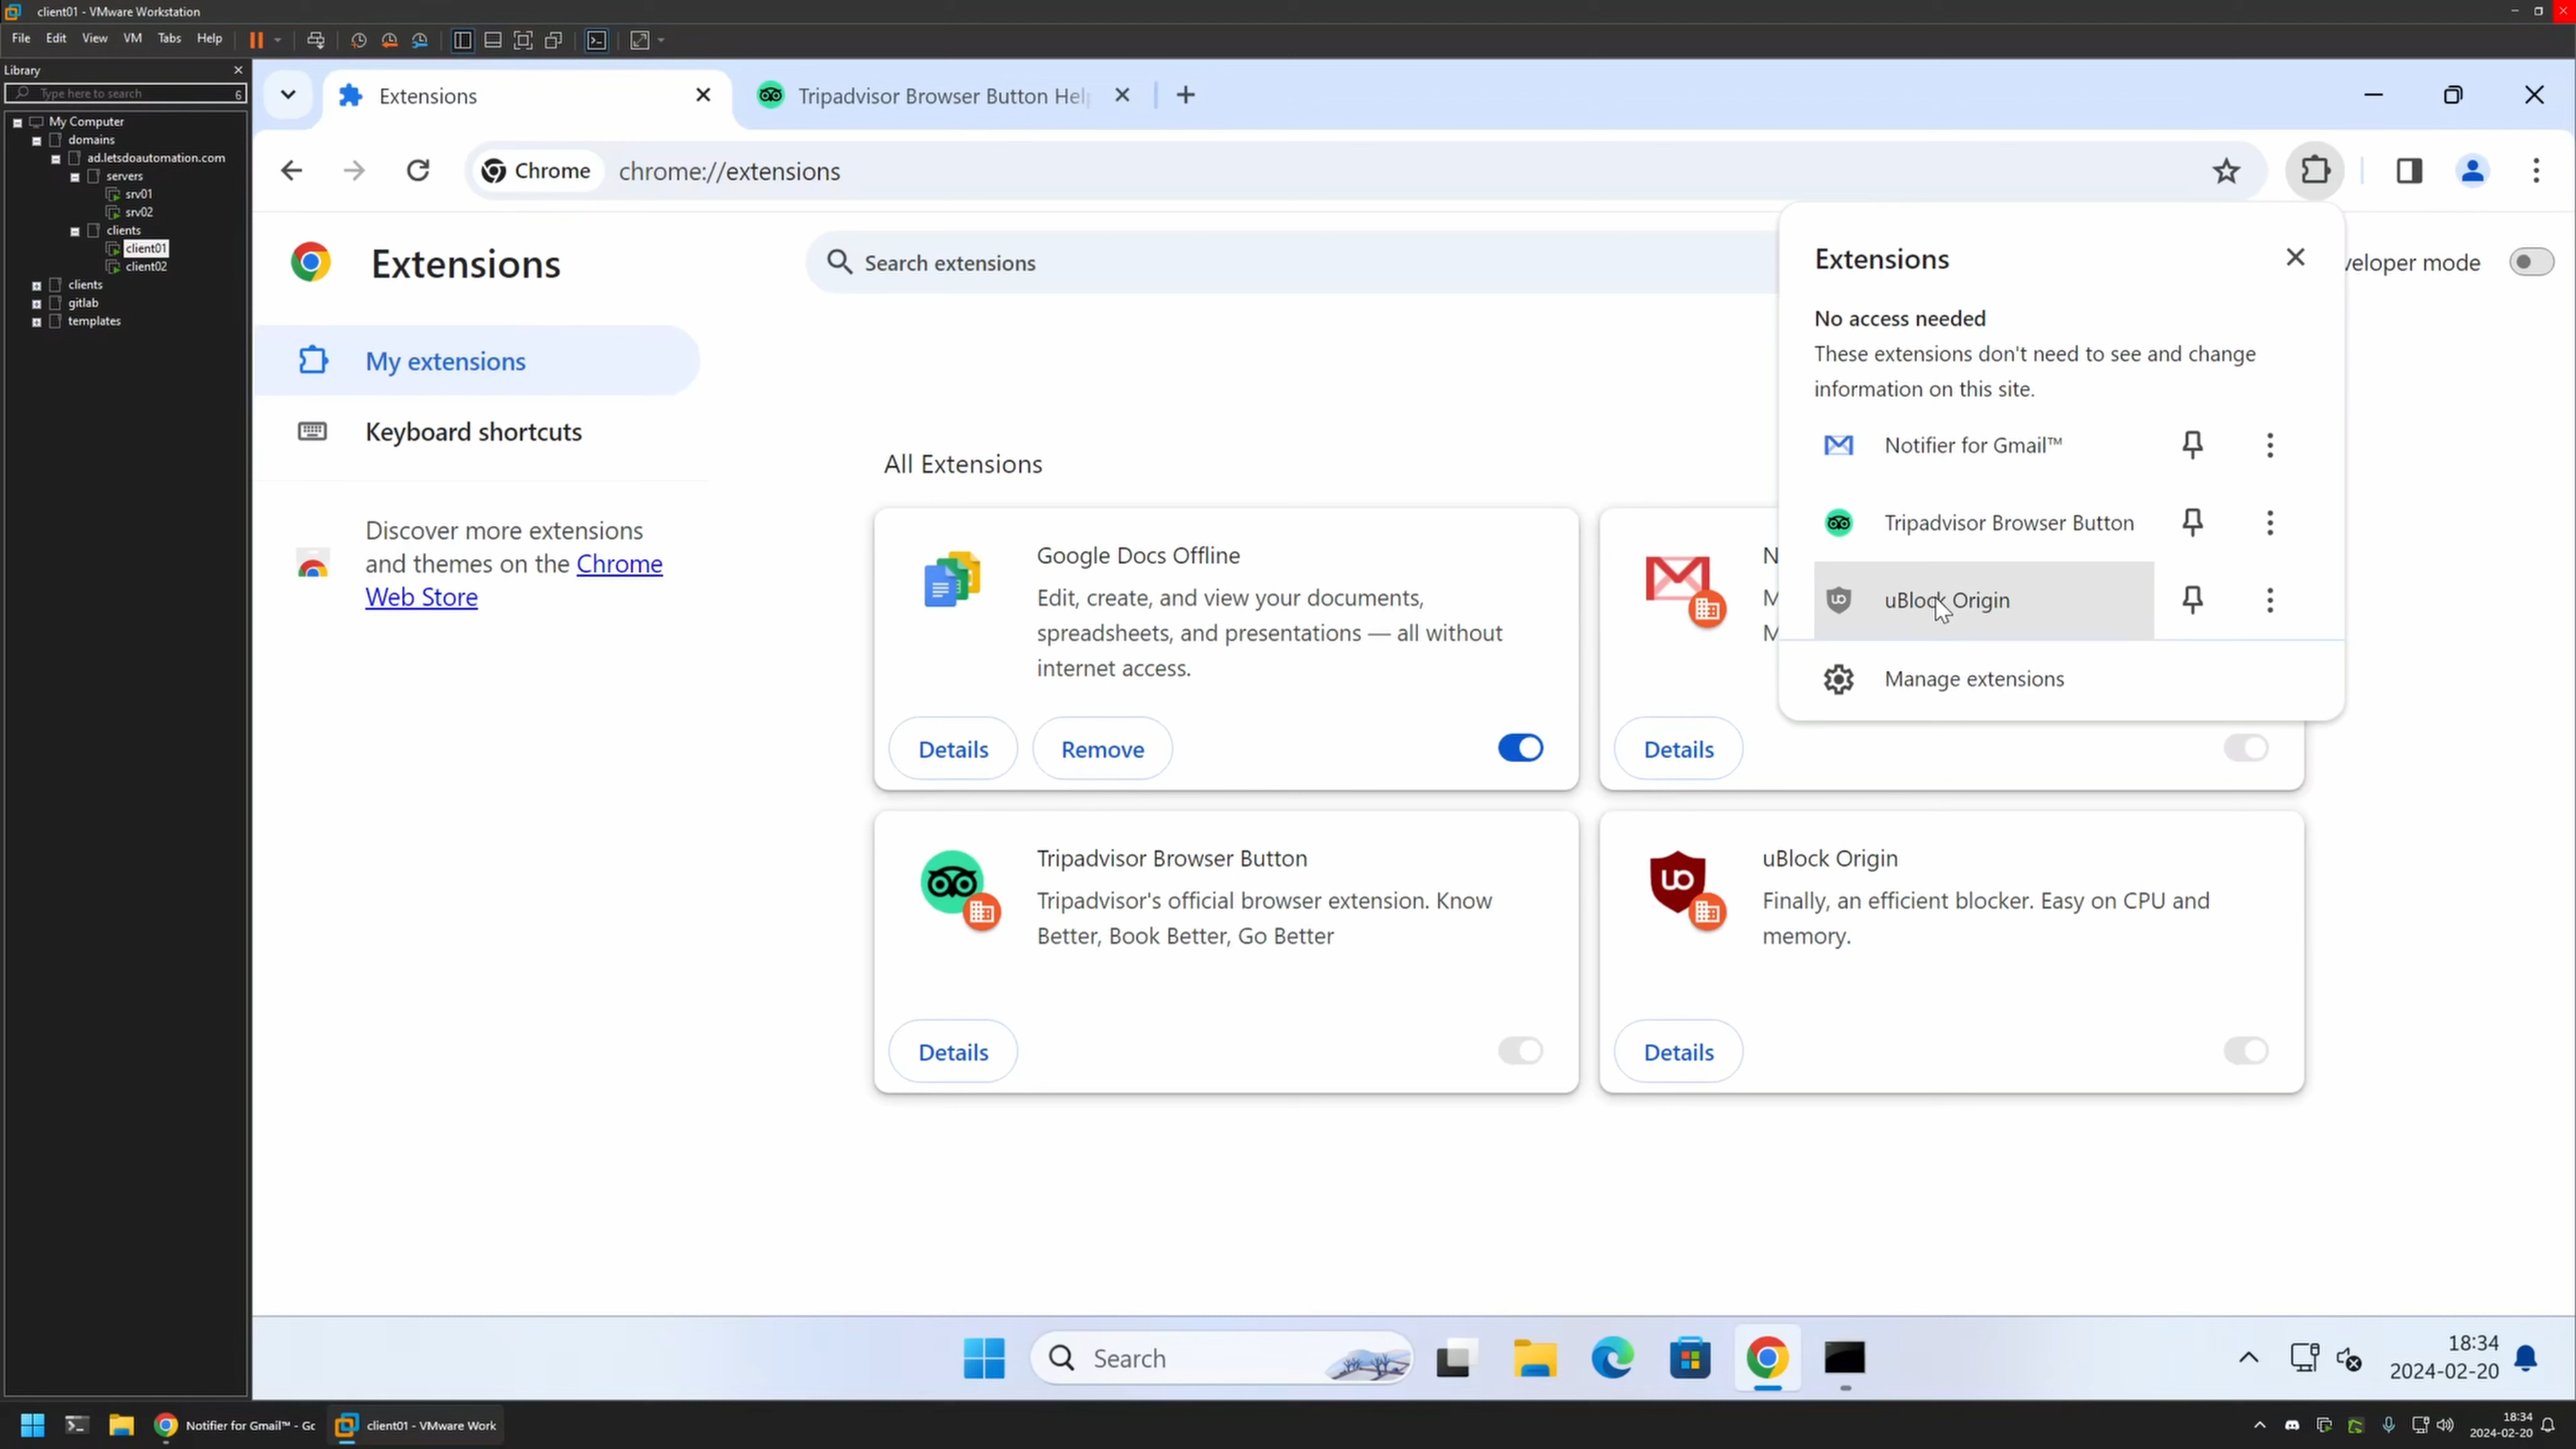 client01 - VMware Workstation
File Edit View VM Tabs Help
Library
Type here to search 6
My Computer
domains
ad.letsdoautomation.com
servers
srv01
srv02
clients
client01
client02
clients
gitlab
templates
Extensions
Tripadvisor Browser Button Hel
Chrome chrome://extensions
Extensions
Search extensions
veloper mode
My extensions
Keyboard shortcuts
Discover more extensions
and themes on the Chrome
Web Store
All Extensions
Google Docs Offline
Edit, create, and view your documents,
spreadsheets, and presentations — all without
internet access.
Details Remove
N
M
M
Details
Tripadvisor Browser Button
Tripadvisor's official browser extension. Know
Better, Book Better, Go Better
Details
uBlock Origin
Finally, an efficient blocker. Easy on CPU and
memory.
Details
Extensions
No access needed
These extensions don't need to see and change
information on this site.
Notifier for Gmail™
Tripadvisor Browser Button
uBlock Origin
Manage extensions
Search
18:34
2024-02-20
Notifier for Gmail™ - Go
client01 - VMware Work
18:34
2024-02-20